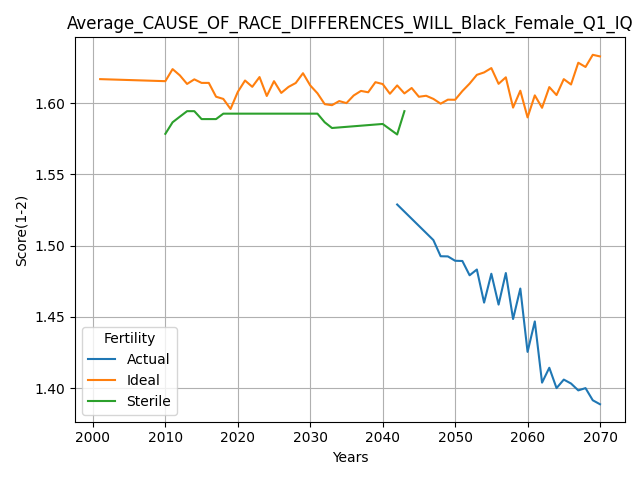 Average_CAUSE_OF_RACE_DIFFERENCES_WILL_Black_Female_Q1_IQ
Score(1-2)
1.60
1.55
1.50
1.45
1.40
Fertility
Actual
Ideal
Sterile
2000 2010 2020 2030 2040 2050 2060 2070
Years